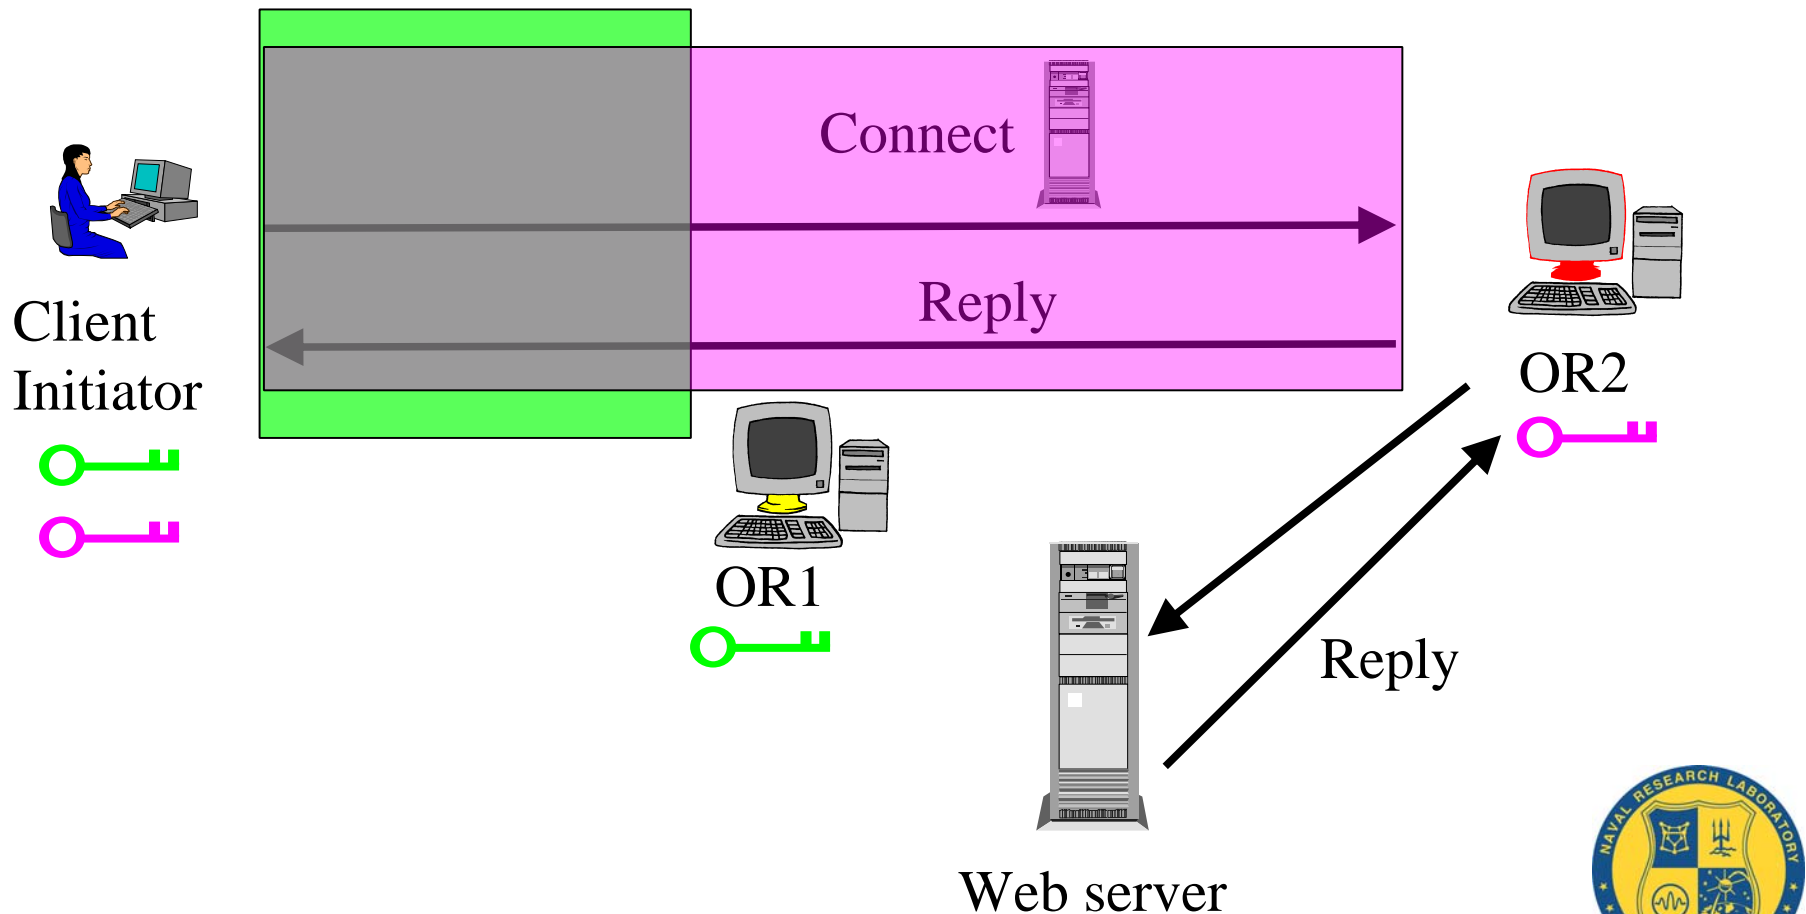 Connect
Reply
Client
Initiator
OR2
OR1
Reply
Web server
NAVAL RESEARCH LABORATORY